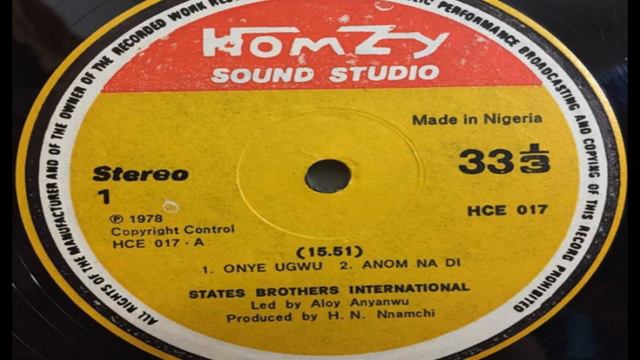 ALL RIGHTS OF THE MANUFACTURER AND OF THE OWNER OF THE RECORDED WORK RESERVED
PUBLIC PERFORMANCE BROADCASTING AND COPYING OF THIS RECORD PROHIBITED
HomZy
SOUND STUDIO
Made in Nigeria
Stereo
33⅓
1
HCE 017
℗ 1978
Copyright Control
HCE 017 - A
(15.51)
1. ONYE UGWU 2. ANOM NA DI
STATES BROTHERS INTERNATIONAL
Led by Aloy Anyanwu
Produced by H. N. Nnamchi